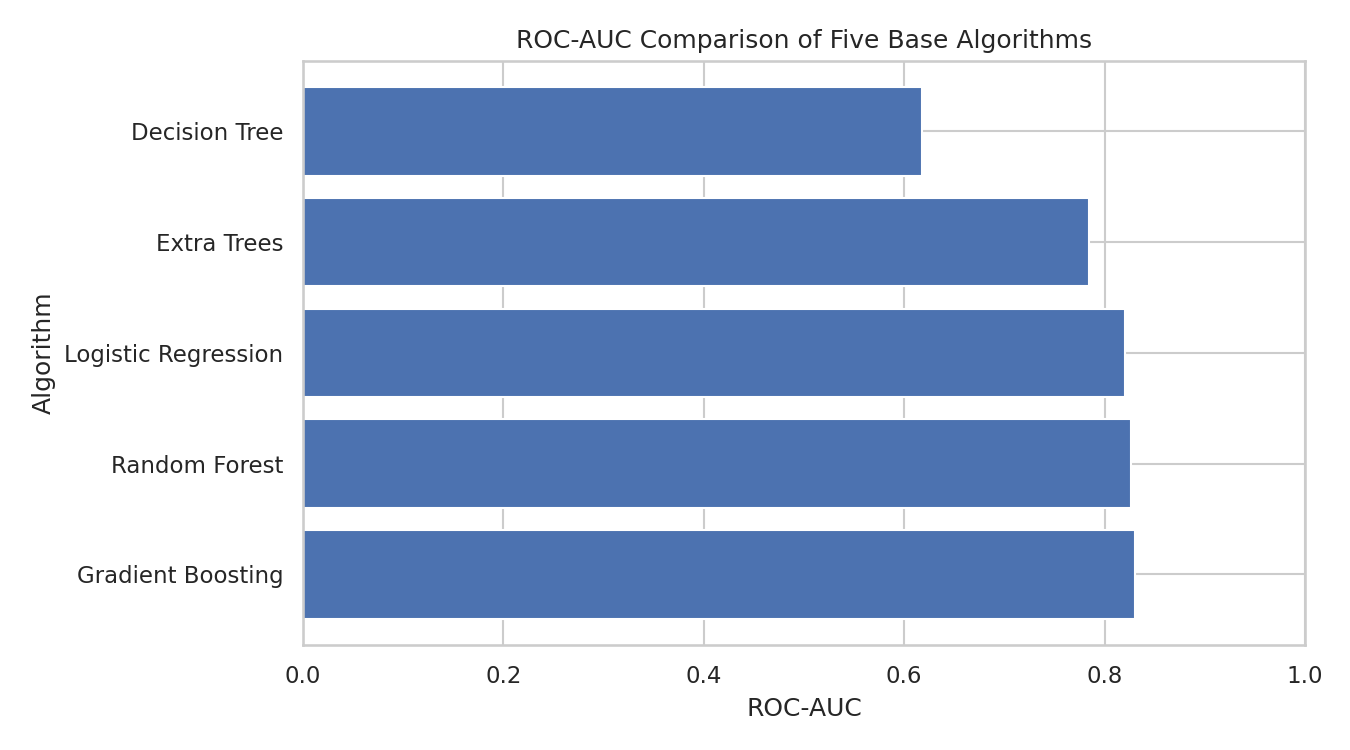 ROC-AUC Comparison of Five Base Algorithms
Algorithm
Decision Tree
Extra Trees
Logistic Regression
Random Forest
Gradient Boosting
0.0 0.2 0.4 0.6 0.8 1.0
ROC-AUC